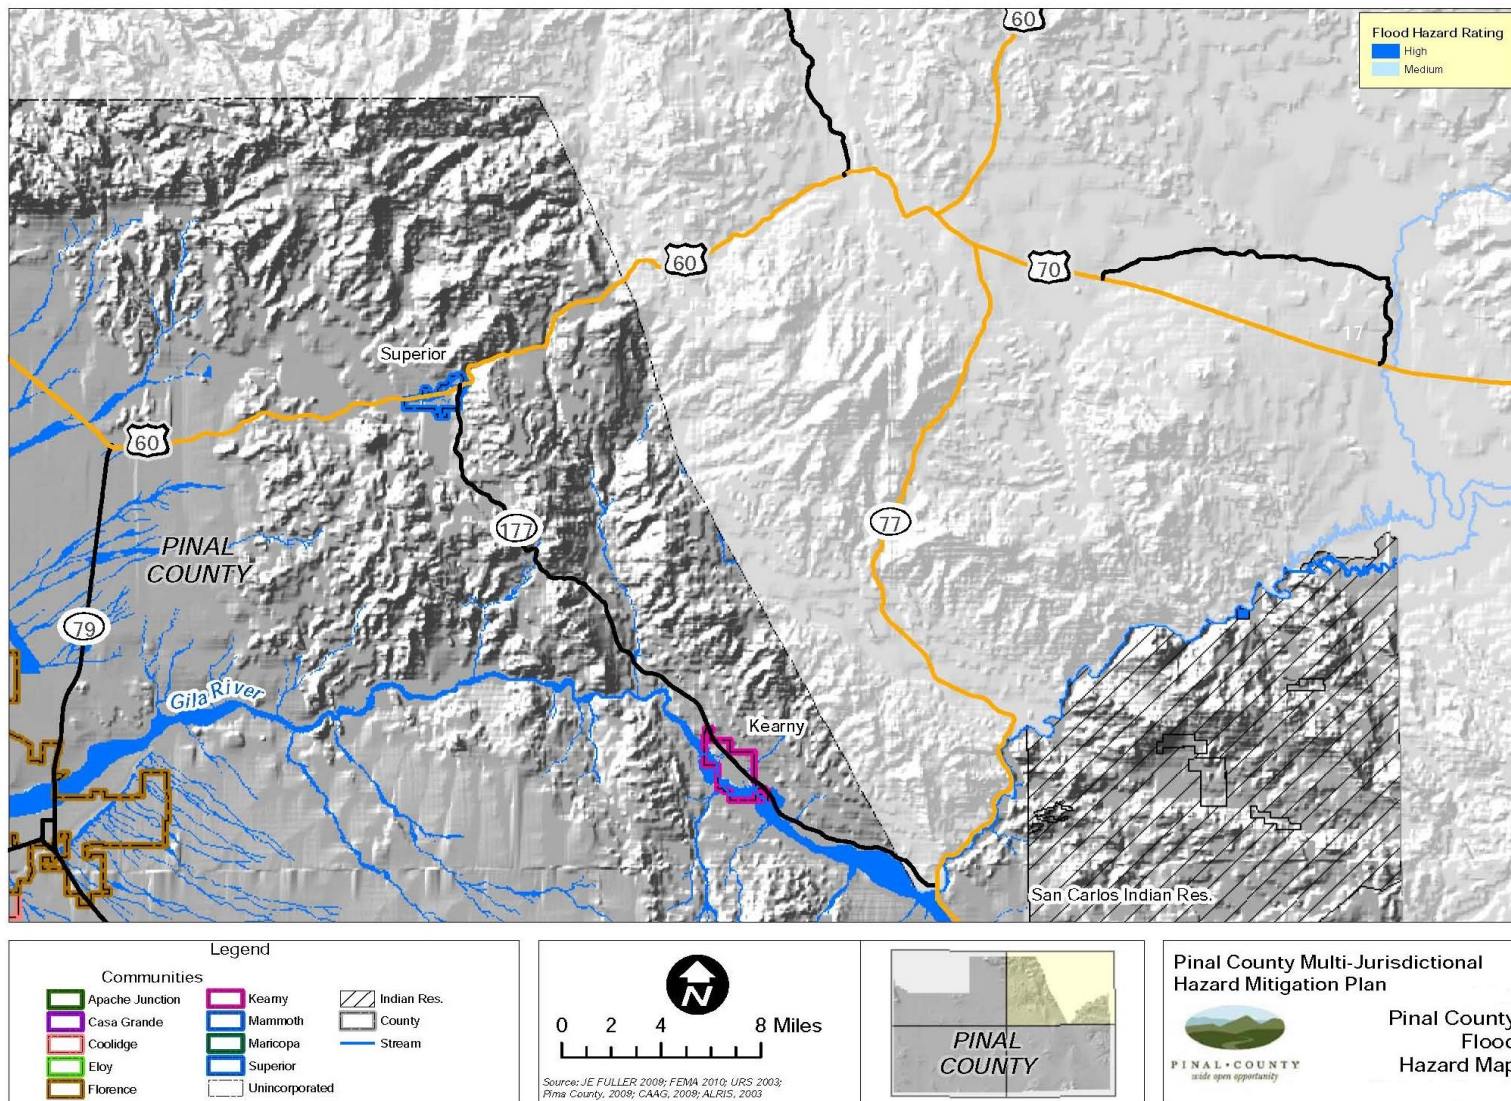 60
Flood Hazard Rating
High
Medium
60
70
17
Superior
60
77
177
PINAL
COUNTY
79
Gila River
Kearny
San Carlos Indian Res.
Legend
Communities
Apache Junction
Casa Grande
Coolidge
Eloy
Florence
Kearny
Mammoth
Maricopa
Superior
Unincorporated
Indian Res.
County
Stream
N
0 2 4 8 Miles
Source: JE FULLER 2009; FEMA 2010; URS 2003;
Pima County, 2009; CAAG, 2009; ALRIS, 2003
PINAL
COUNTY
Pinal County Multi-Jurisdictional
Hazard Mitigation Plan
PINAL • COUNTY
wide open opportunity
Pinal County
Flood
Hazard Map